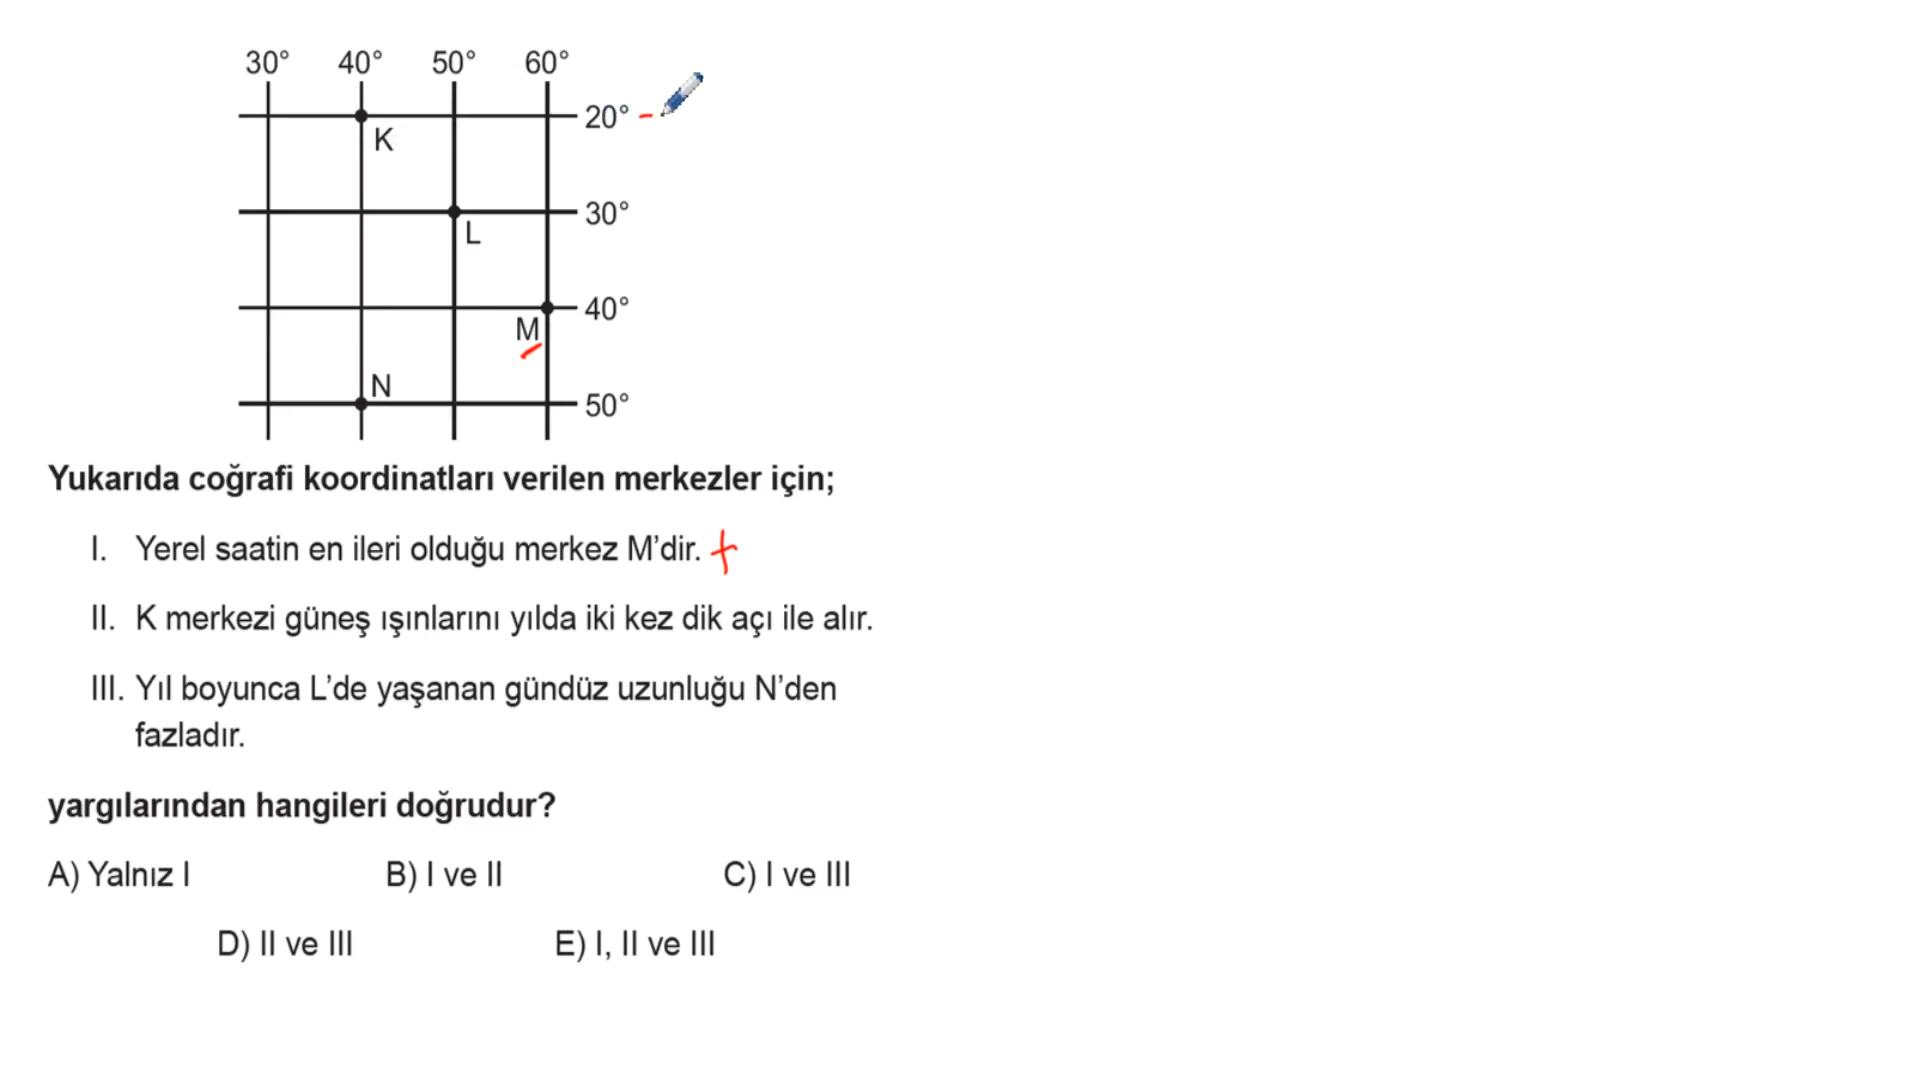 30° 40° 50° 60°
20°
K
30°
L
40°
M
N
50°
Yukarıda coğrafi koordinatları verilen merkezler için;
I. Yerel saatin en ileri olduğu merkez M’dir. +
II. K merkezi güneş ışınlarını yılda iki kez dik açı ile alır.
III. Yıl boyunca L’de yaşanan gündüz uzunluğu N’den
fazladır.
yargılarından hangileri doğrudur?
A) Yalnız I B) I ve II C) I ve III
D) II ve III E) I, II ve III